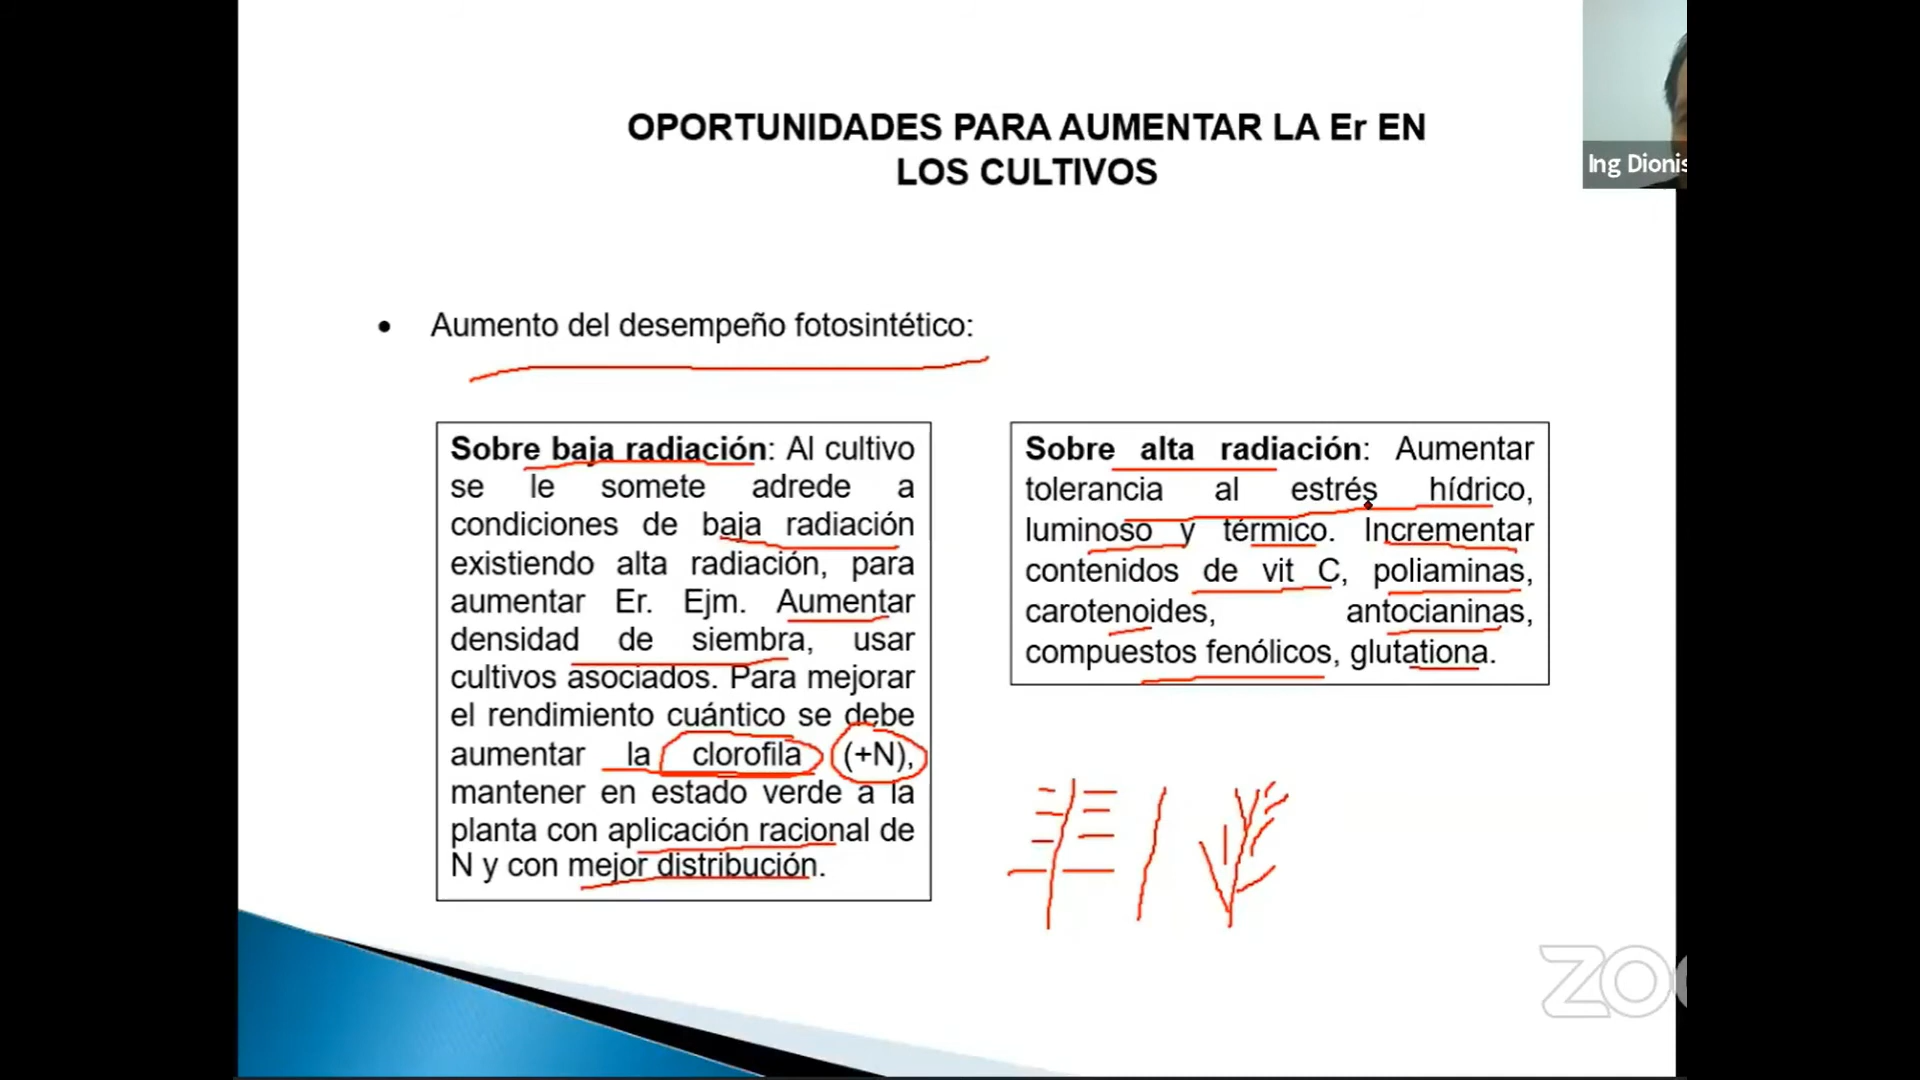 OPORTUNIDADES PARA AUMENTAR LA Er EN
LOS CULTIVOS
Ing Dionis
• Aumento del desempeño fotosintético:
Sobre baja radiación: Al cultivo
se le somete adrede a
condiciones de baja radiación
existiendo alta radiación, para
aumentar Er. Ejm. Aumentar
densidad de siembra, usar
cultivos asociados. Para mejorar
el rendimiento cuántico se debe
aumentar la clorofila (+N),
mantener en estado verde a la
planta con aplicación racional de
N y con mejor distribución.
Sobre alta radiación: Aumentar
tolerancia al estrés hídrico,
luminoso y térmico. Incrementar
contenidos de vit C, poliaminas,
carotenoides, antocianinas,
compuestos fenólicos, glutationa.
ZO